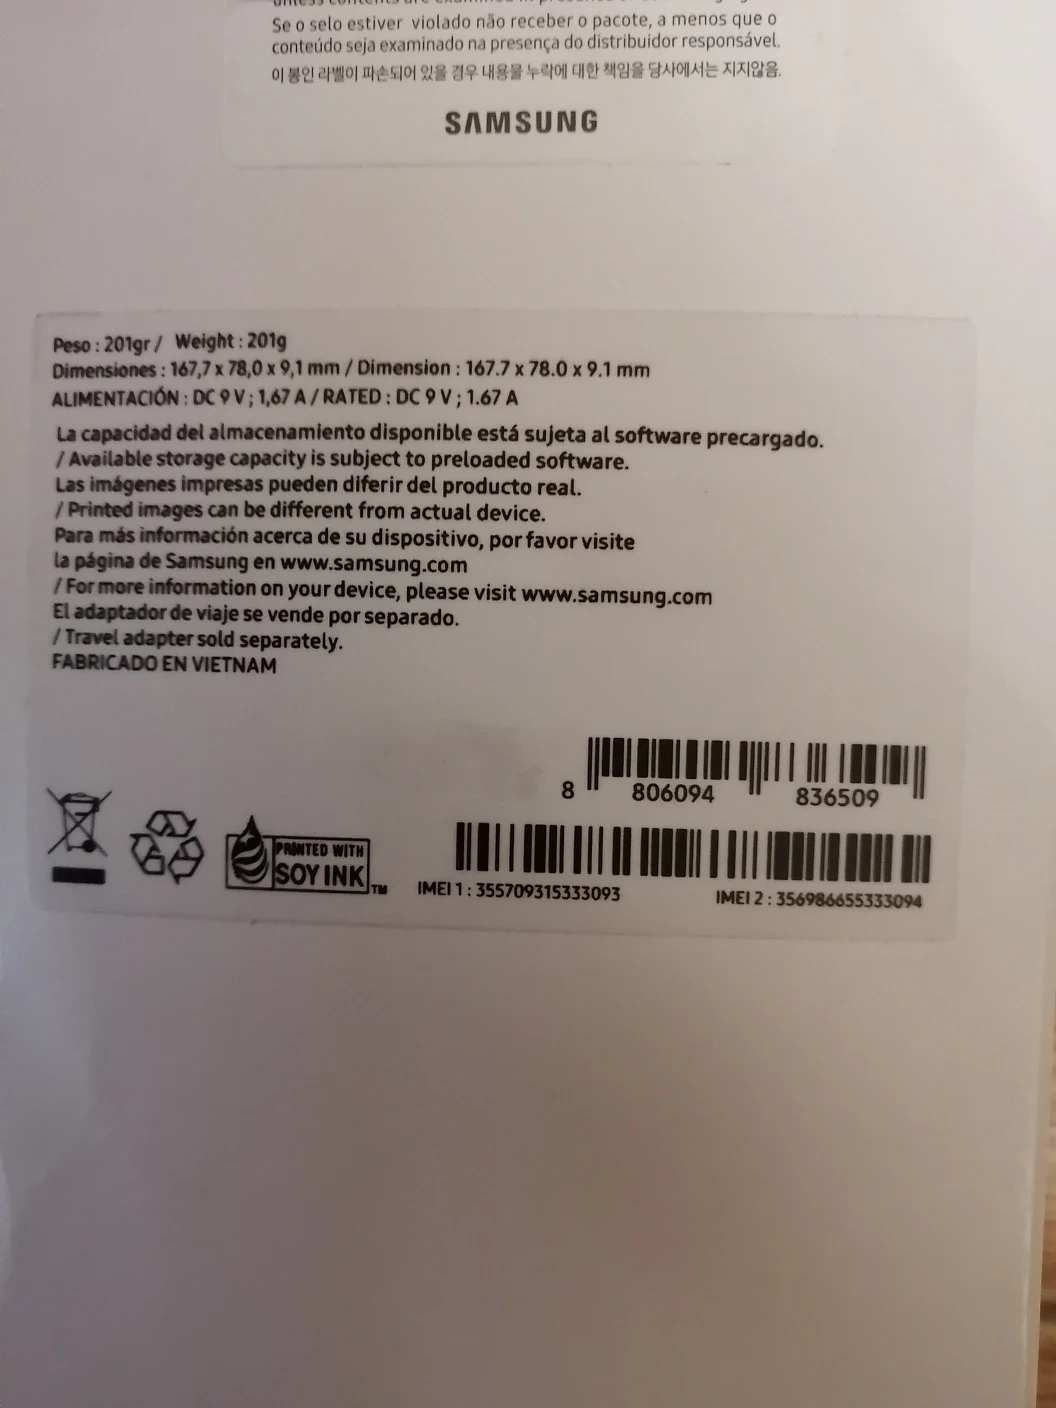 Se o selo estiver violado não receber o pacote, a menos que o
conteúdo seja examinado na presença do distribuidor responsável.
이 봉인 라벨이 파손되어 있을 경우 내용물 누락에 대한 책임을 당사에서는 지지않음.
SAMSUNG
Peso : 201gr / Weight : 201g
Dimensiones : 167,7 x 78,0 x 9,1 mm / Dimension : 167.7 x 78.0 x 9.1 mm
ALIMENTACIÓN : DC 9 V ; 1,67 A / RATED : DC 9 V ; 1.67 A
La capacidad del almacenamiento disponible está sujeta al software precargado.
/ Available storage capacity is subject to preloaded software.
Las imágenes impresas pueden diferir del producto real.
/ Printed images can be different from actual device.
Para más información acerca de su dispositivo, por favor visite
la página de Samsung en www.samsung.com
/ For more information on your device, please visit www.samsung.com
El adaptador de viaje se vende por separado.
/ Travel adapter sold separately.
FABRICADO EN VIETNAM
8 806094 836509
PRINTED WITH
SOY INK TM
IMEI 1 : 355709315333093 IMEI 2 : 356986655333094